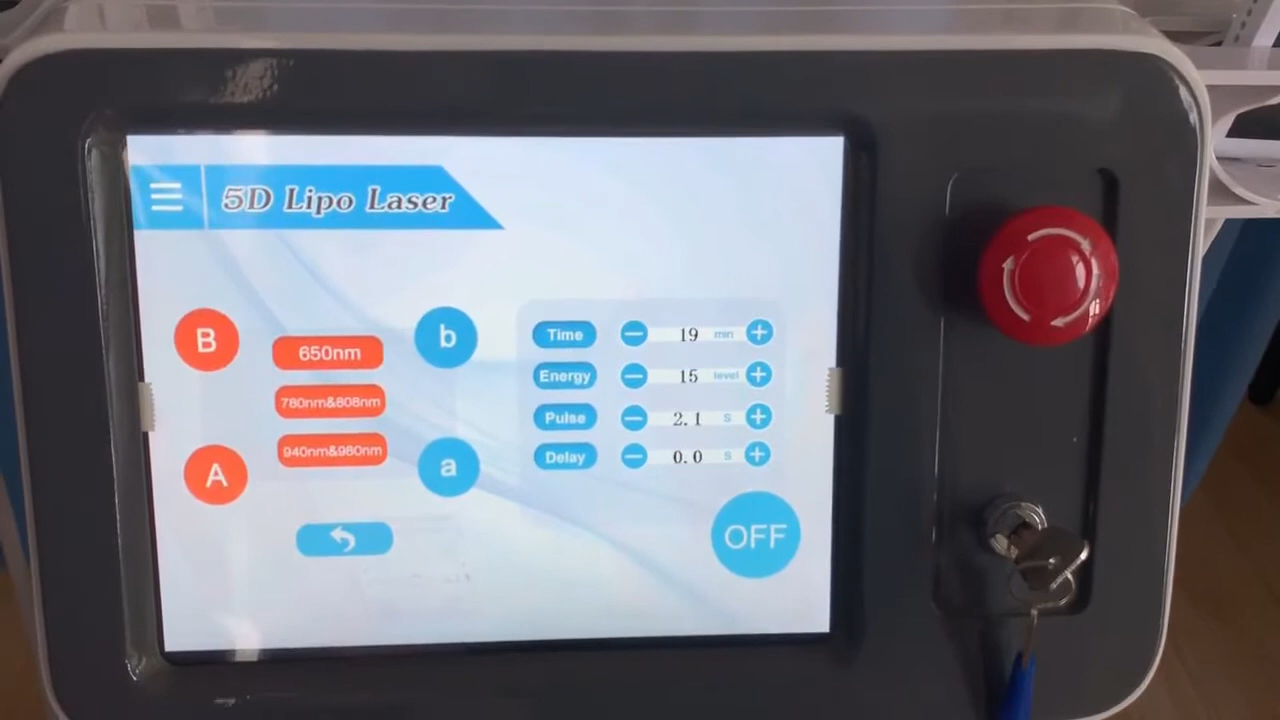 5D Lipo Laser
B
650nm
b
780nm&808nm
A
940nm&980nm
a
Time 19 min
Energy 15 level
Pulse 2.1 S
Delay 0.0 S
OFF